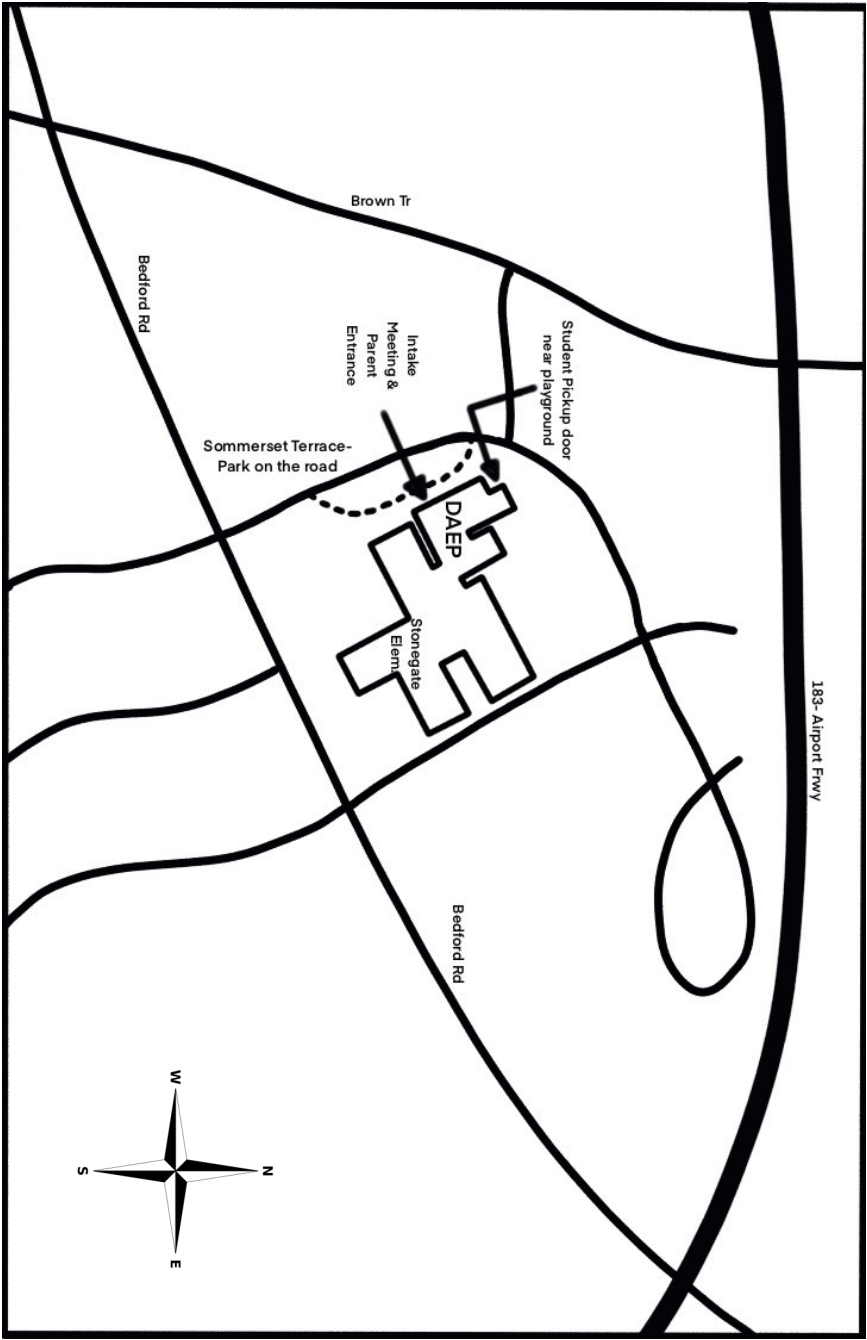 Brown Tr
Bedford Rd
Student Pickup door
near playground
Intake
Meeting &
Parent
Entrance
Sommerset Terrace-
Park on the road
DAEP
Stonegate
Elem.
183- Airport Frwy
Bedford Rd
W
N
S
E